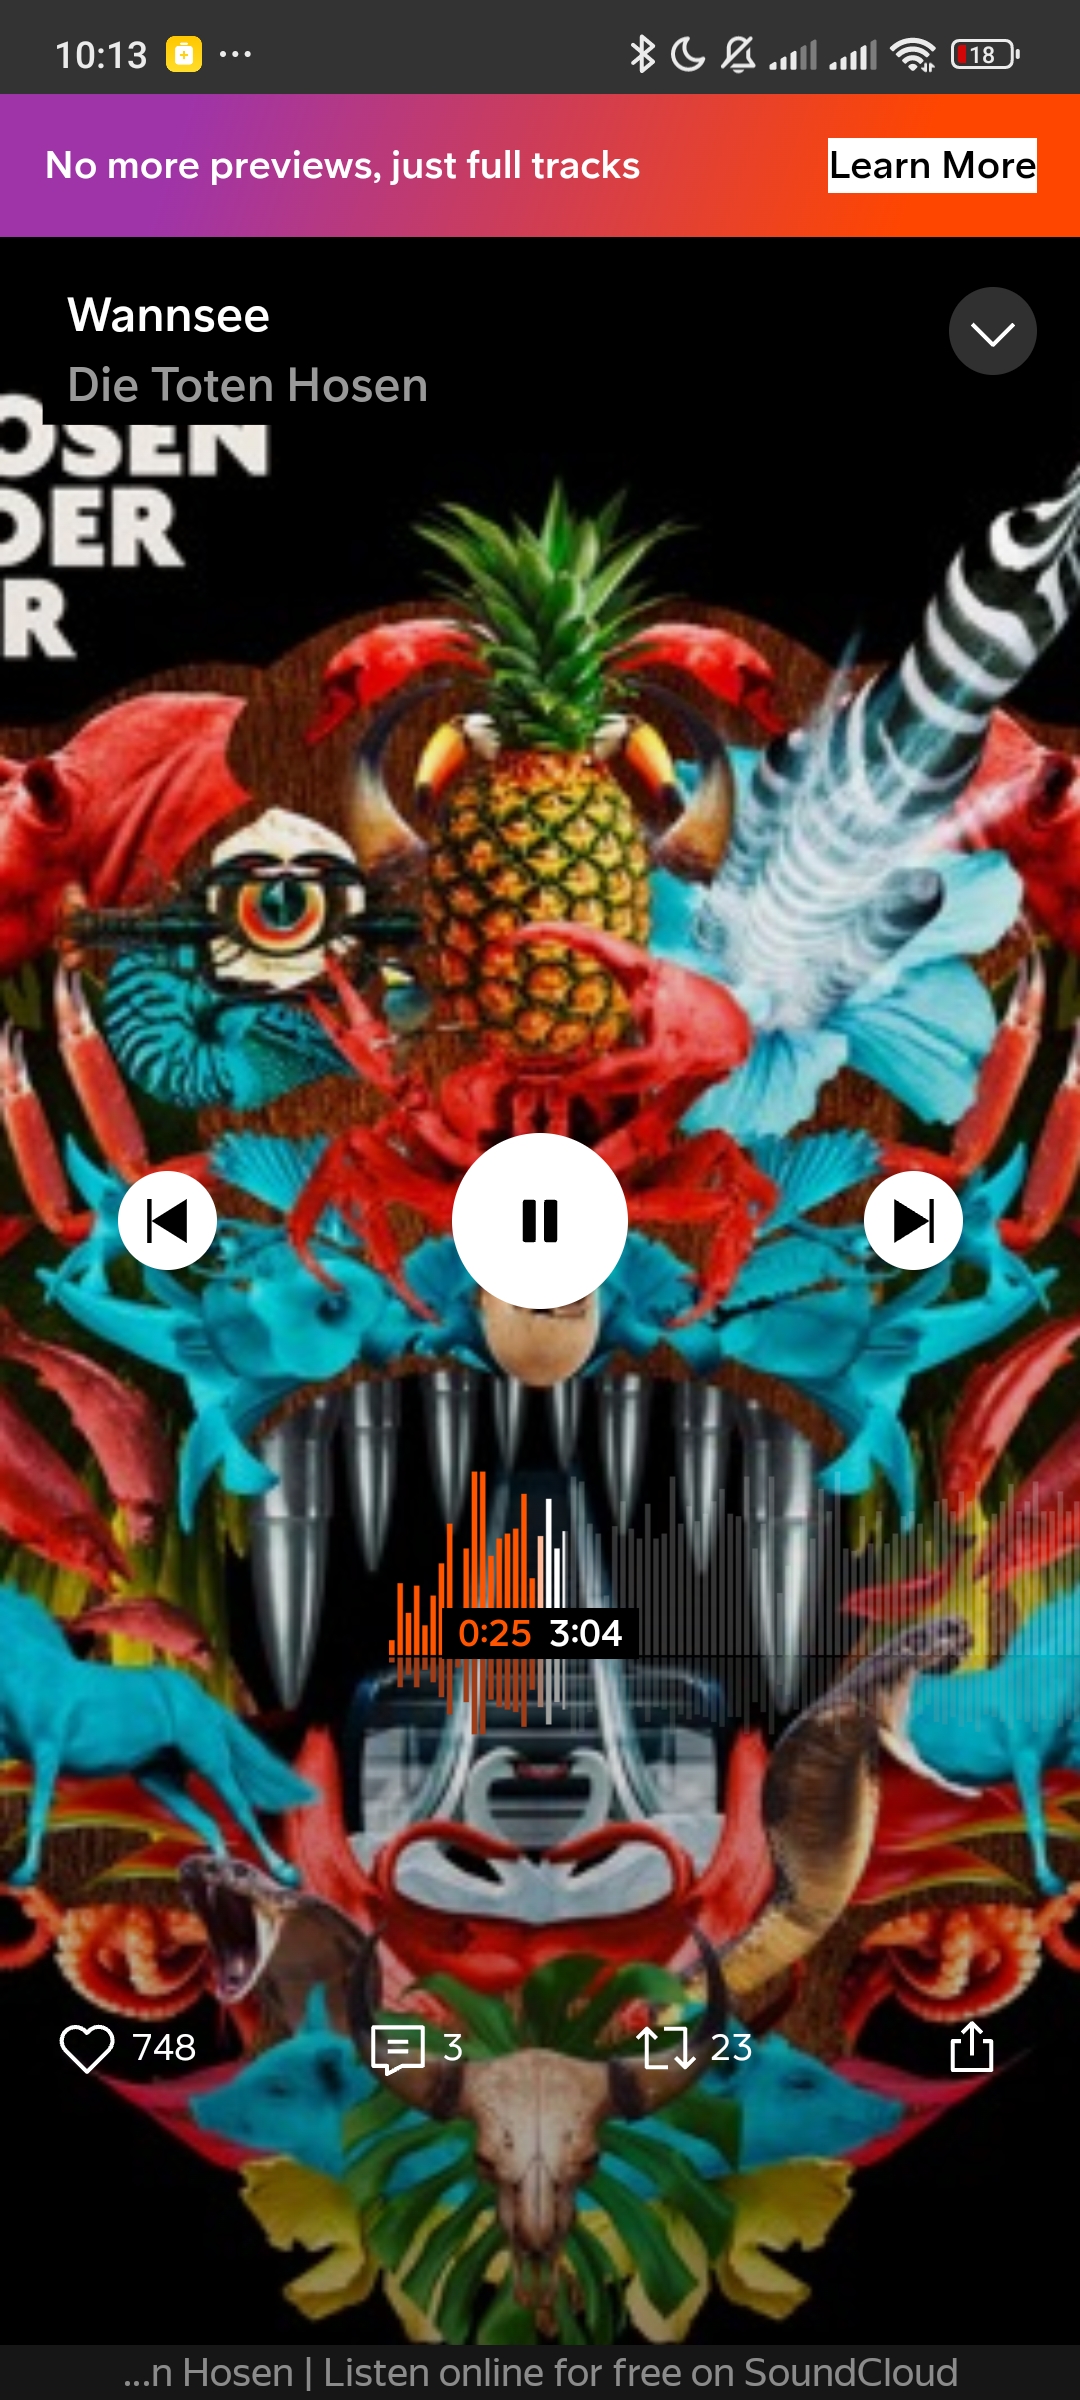 10:13 ... 18
No more previews, just full tracks Learn More
Wannsee
Die Toten Hosen
OSEN
DER
R
0:25 3:04
748 3 23
...n Hosen | Listen online for free on SoundCloud